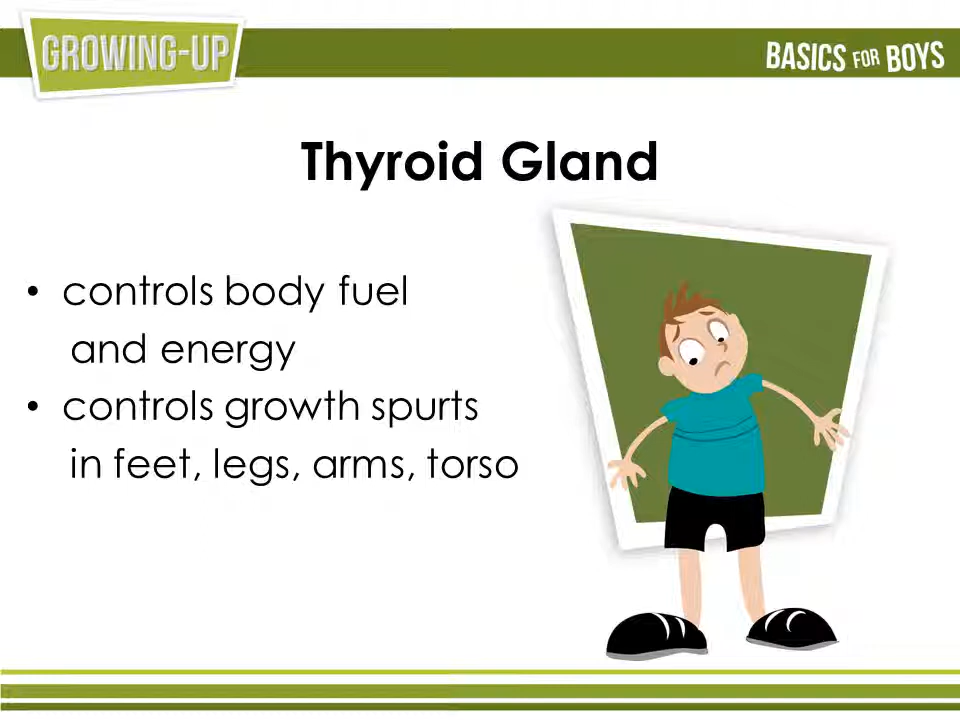 GROWING-UP
BASICS FOR BOYS
Thyroid Gland
• controls body fuel
and energy
• controls growth spurts
in feet, legs, arms, torso